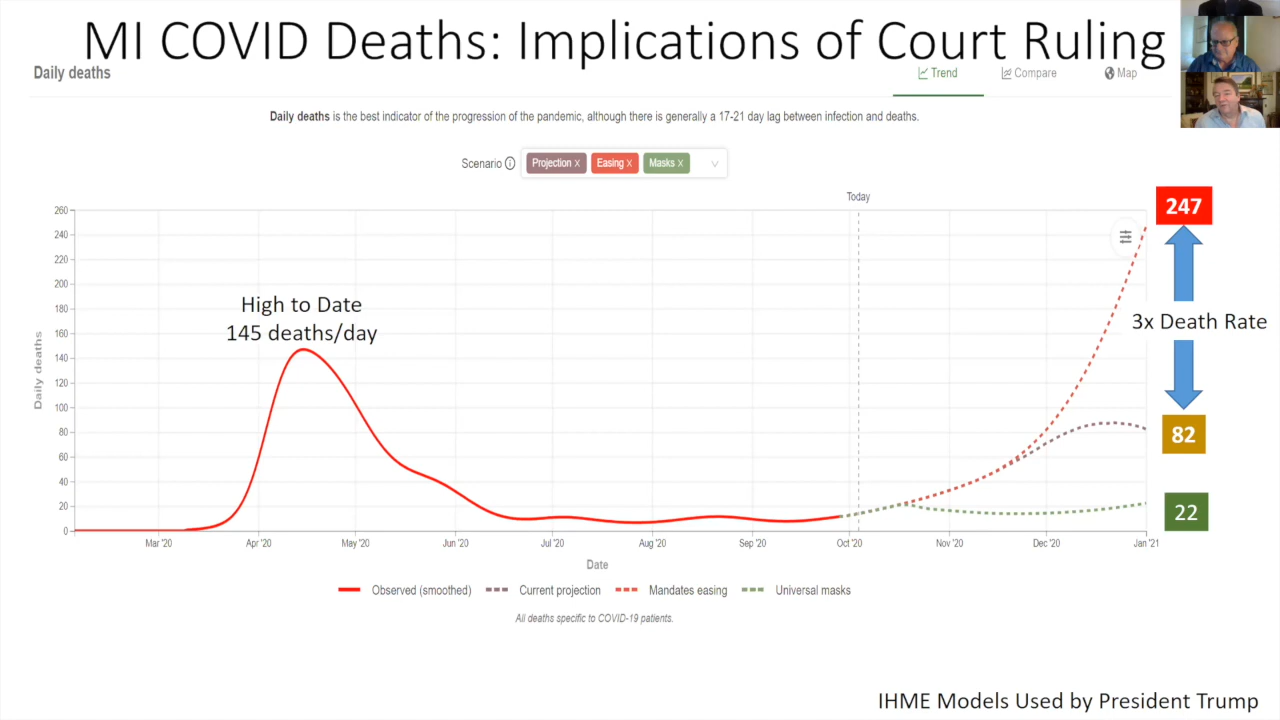 MI COVID Deaths: Implications of Court Ruling
Daily deaths
Trend
Compare
Map
Daily deaths is the best indicator of the progression of the pandemic, although there is generally a 17-21 day lag between infection and deaths.
Scenario
Projection x
Easing x
Masks x
Today
260
240
220
200
180
160
140
120
100
80
60
40
20
0
Daily deaths
High to Date
145 deaths/day
247
3x Death Rate
82
22
Mar '20
Apr '20
May '20
Jun '20
Jul '20
Aug '20
Sep '20
Oct '20
Nov '20
Dec '20
Jan '21
Date
Observed (smoothed)
Current projection
Mandates easing
Universal masks
All deaths specific to COVID-19 patients.
IHME Models Used by President Trump